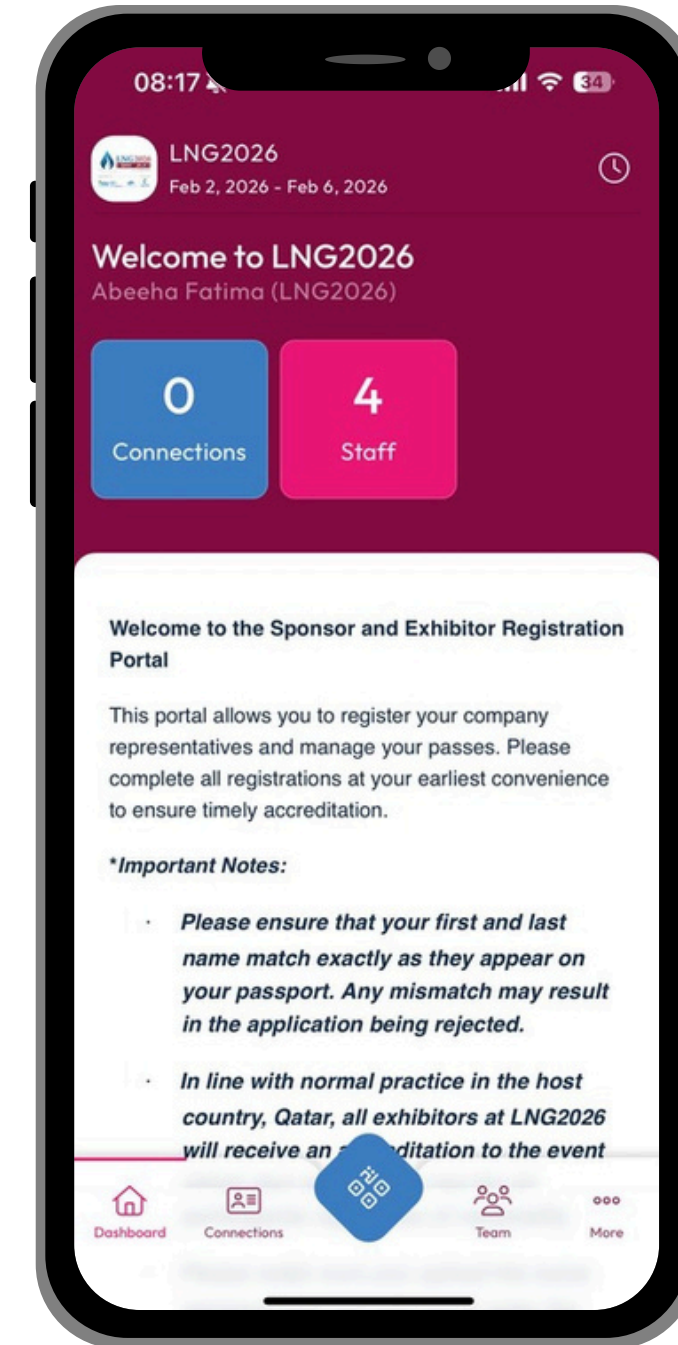 08:17
34
LNG2026
Feb 2, 2026 - Feb 6, 2026
Welcome to LNG2026
Abeeha Fatima (LNG2026)
0
Connections
4
Staff
Welcome to the Sponsor and Exhibitor Registration
Portal
This portal allows you to register your company
representatives and manage your passes. Please
complete all registrations at your earliest convenience
to ensure timely accreditation.
*Important Notes:
· Please ensure that your first and last
name match exactly as they appear on
your passport. Any mismatch may result
in the application being rejected.
· In line with normal practice in the host
country, Qatar, all exhibitors at LNG2026
will receive an ditation to the event
Dashboard
Connections
Team
More